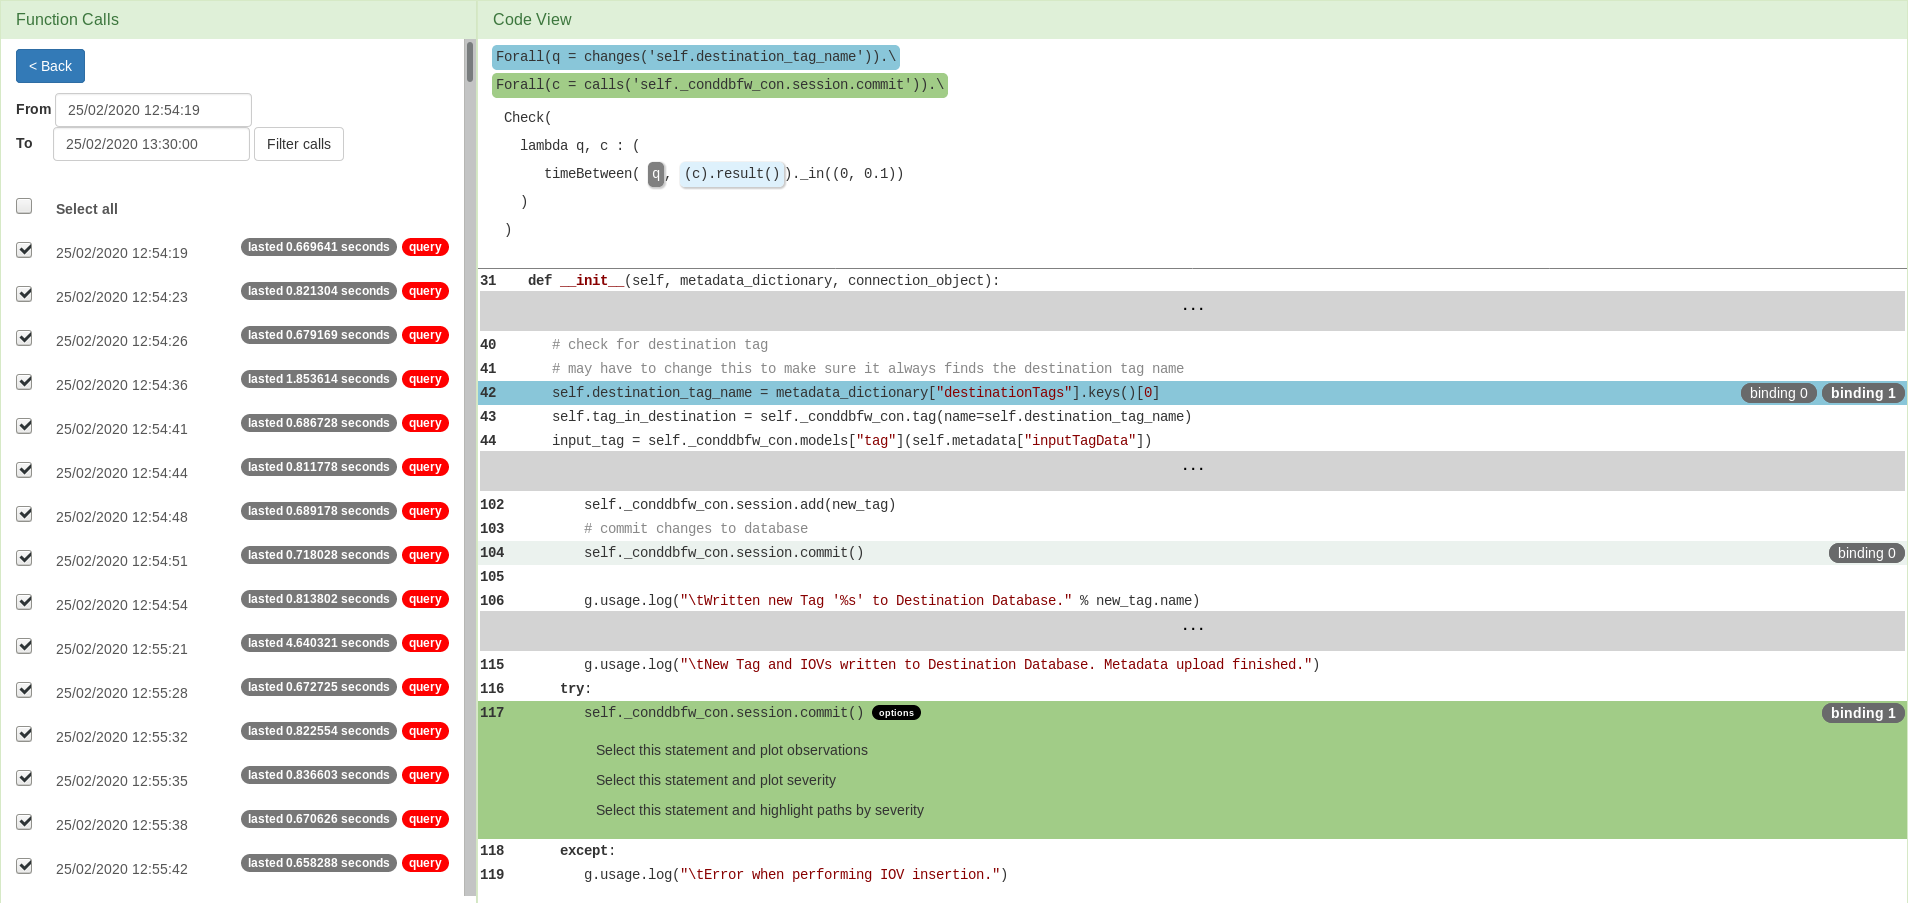 Function Calls
< Back
From 25/02/2020 12:54:19
To 25/02/2020 13:30:00 Filter calls
Select all
25/02/2020 12:54:19 lasted 0.669641 seconds query
25/02/2020 12:54:23 lasted 0.821304 seconds query
25/02/2020 12:54:26 lasted 0.679169 seconds query
25/02/2020 12:54:36 lasted 1.853614 seconds query
25/02/2020 12:54:41 lasted 0.686728 seconds query
25/02/2020 12:54:44 lasted 0.811778 seconds query
25/02/2020 12:54:48 lasted 0.689178 seconds query
25/02/2020 12:54:51 lasted 0.718028 seconds query
25/02/2020 12:54:54 lasted 0.813802 seconds query
25/02/2020 12:55:21 lasted 4.640321 seconds query
25/02/2020 12:55:28 lasted 0.672725 seconds query
25/02/2020 12:55:32 lasted 0.822554 seconds query
25/02/2020 12:55:35 lasted 0.836603 seconds query
25/02/2020 12:55:38 lasted 0.670626 seconds query
25/02/2020 12:55:42 lasted 0.658288 seconds query
Code View
Forall(q = changes('self.destination_tag_name')).\
Forall(c = calls('self._conddbfw_con.session.commit')).\
Check(
lambda q, c : (
timeBetween( q, (c).result())._in((0, 0.1))
)
)
31 def __init__(self, metadata_dictionary, connection_object):
...
40 # check for destination tag
41 # may have to change this to make sure it always finds the destination tag name
42 self.destination_tag_name = metadata_dictionary["destinationTags"].keys()[0] binding 0 binding 1
43 self.tag_in_destination = self._conddbfw_con.tag(name=self.destination_tag_name)
44 input_tag = self._conddbfw_con.models["tag"](self.metadata["inputTagData"])
...
102 self._conddbfw_con.session.add(new_tag)
103 # commit changes to database
104 self._conddbfw_con.session.commit() binding 0
105
106 g.usage.log("\tWritten new Tag '%s' to Destination Database." % new_tag.name)
...
115 g.usage.log("\tNew Tag and IOVs written to Destination Database. Metadata upload finished.")
116 try:
117 self._conddbfw_con.session.commit() options binding 1
Select this statement and plot observations
Select this statement and plot severity
Select this statement and highlight paths by severity
118 except:
119 g.usage.log("\tError when performing IOV insertion.")